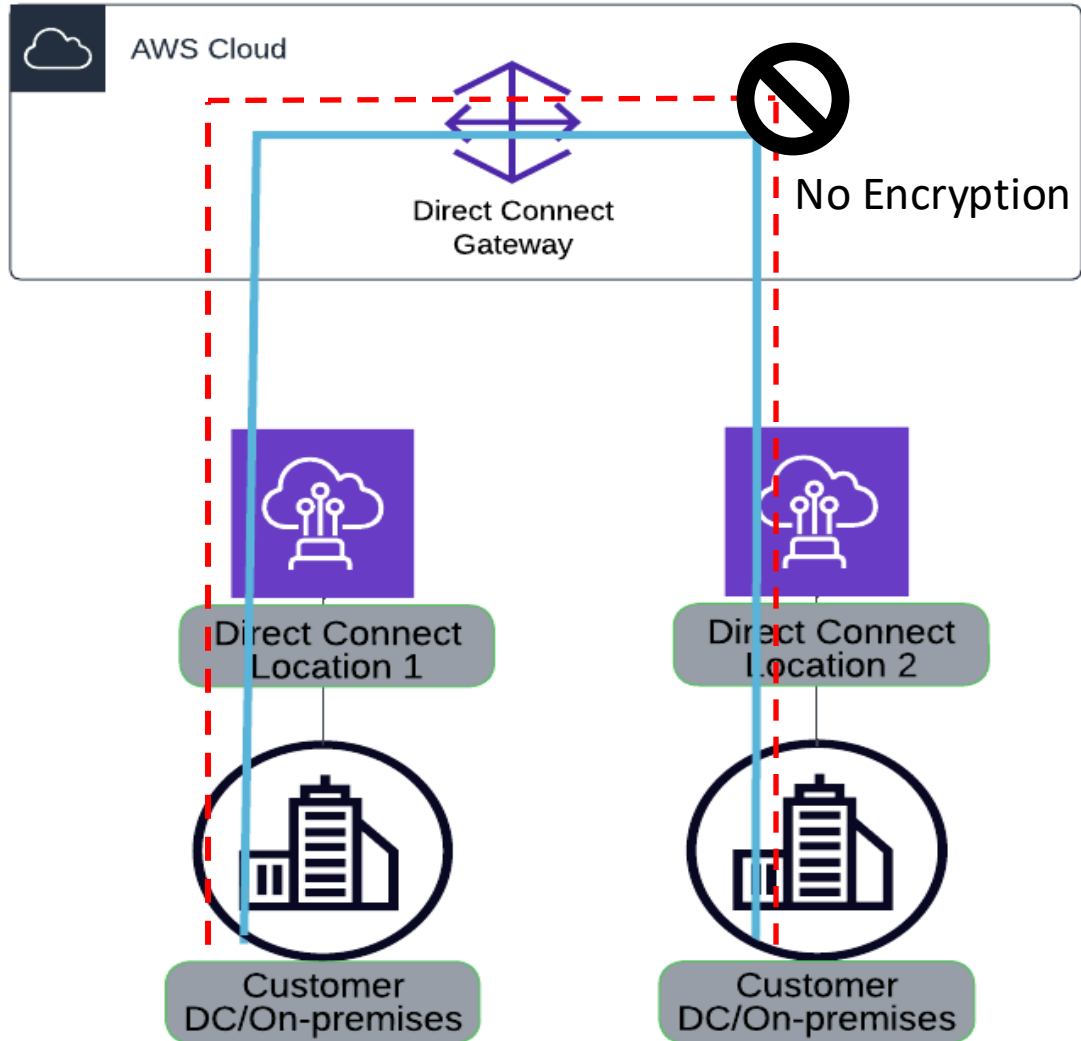 AWS Cloud
No Encryption
Direct Connect
Gateway
Direct Connect
Location 1
Direct Connect
Location 2
Customer
DC/On-premises
Customer
DC/On-premises